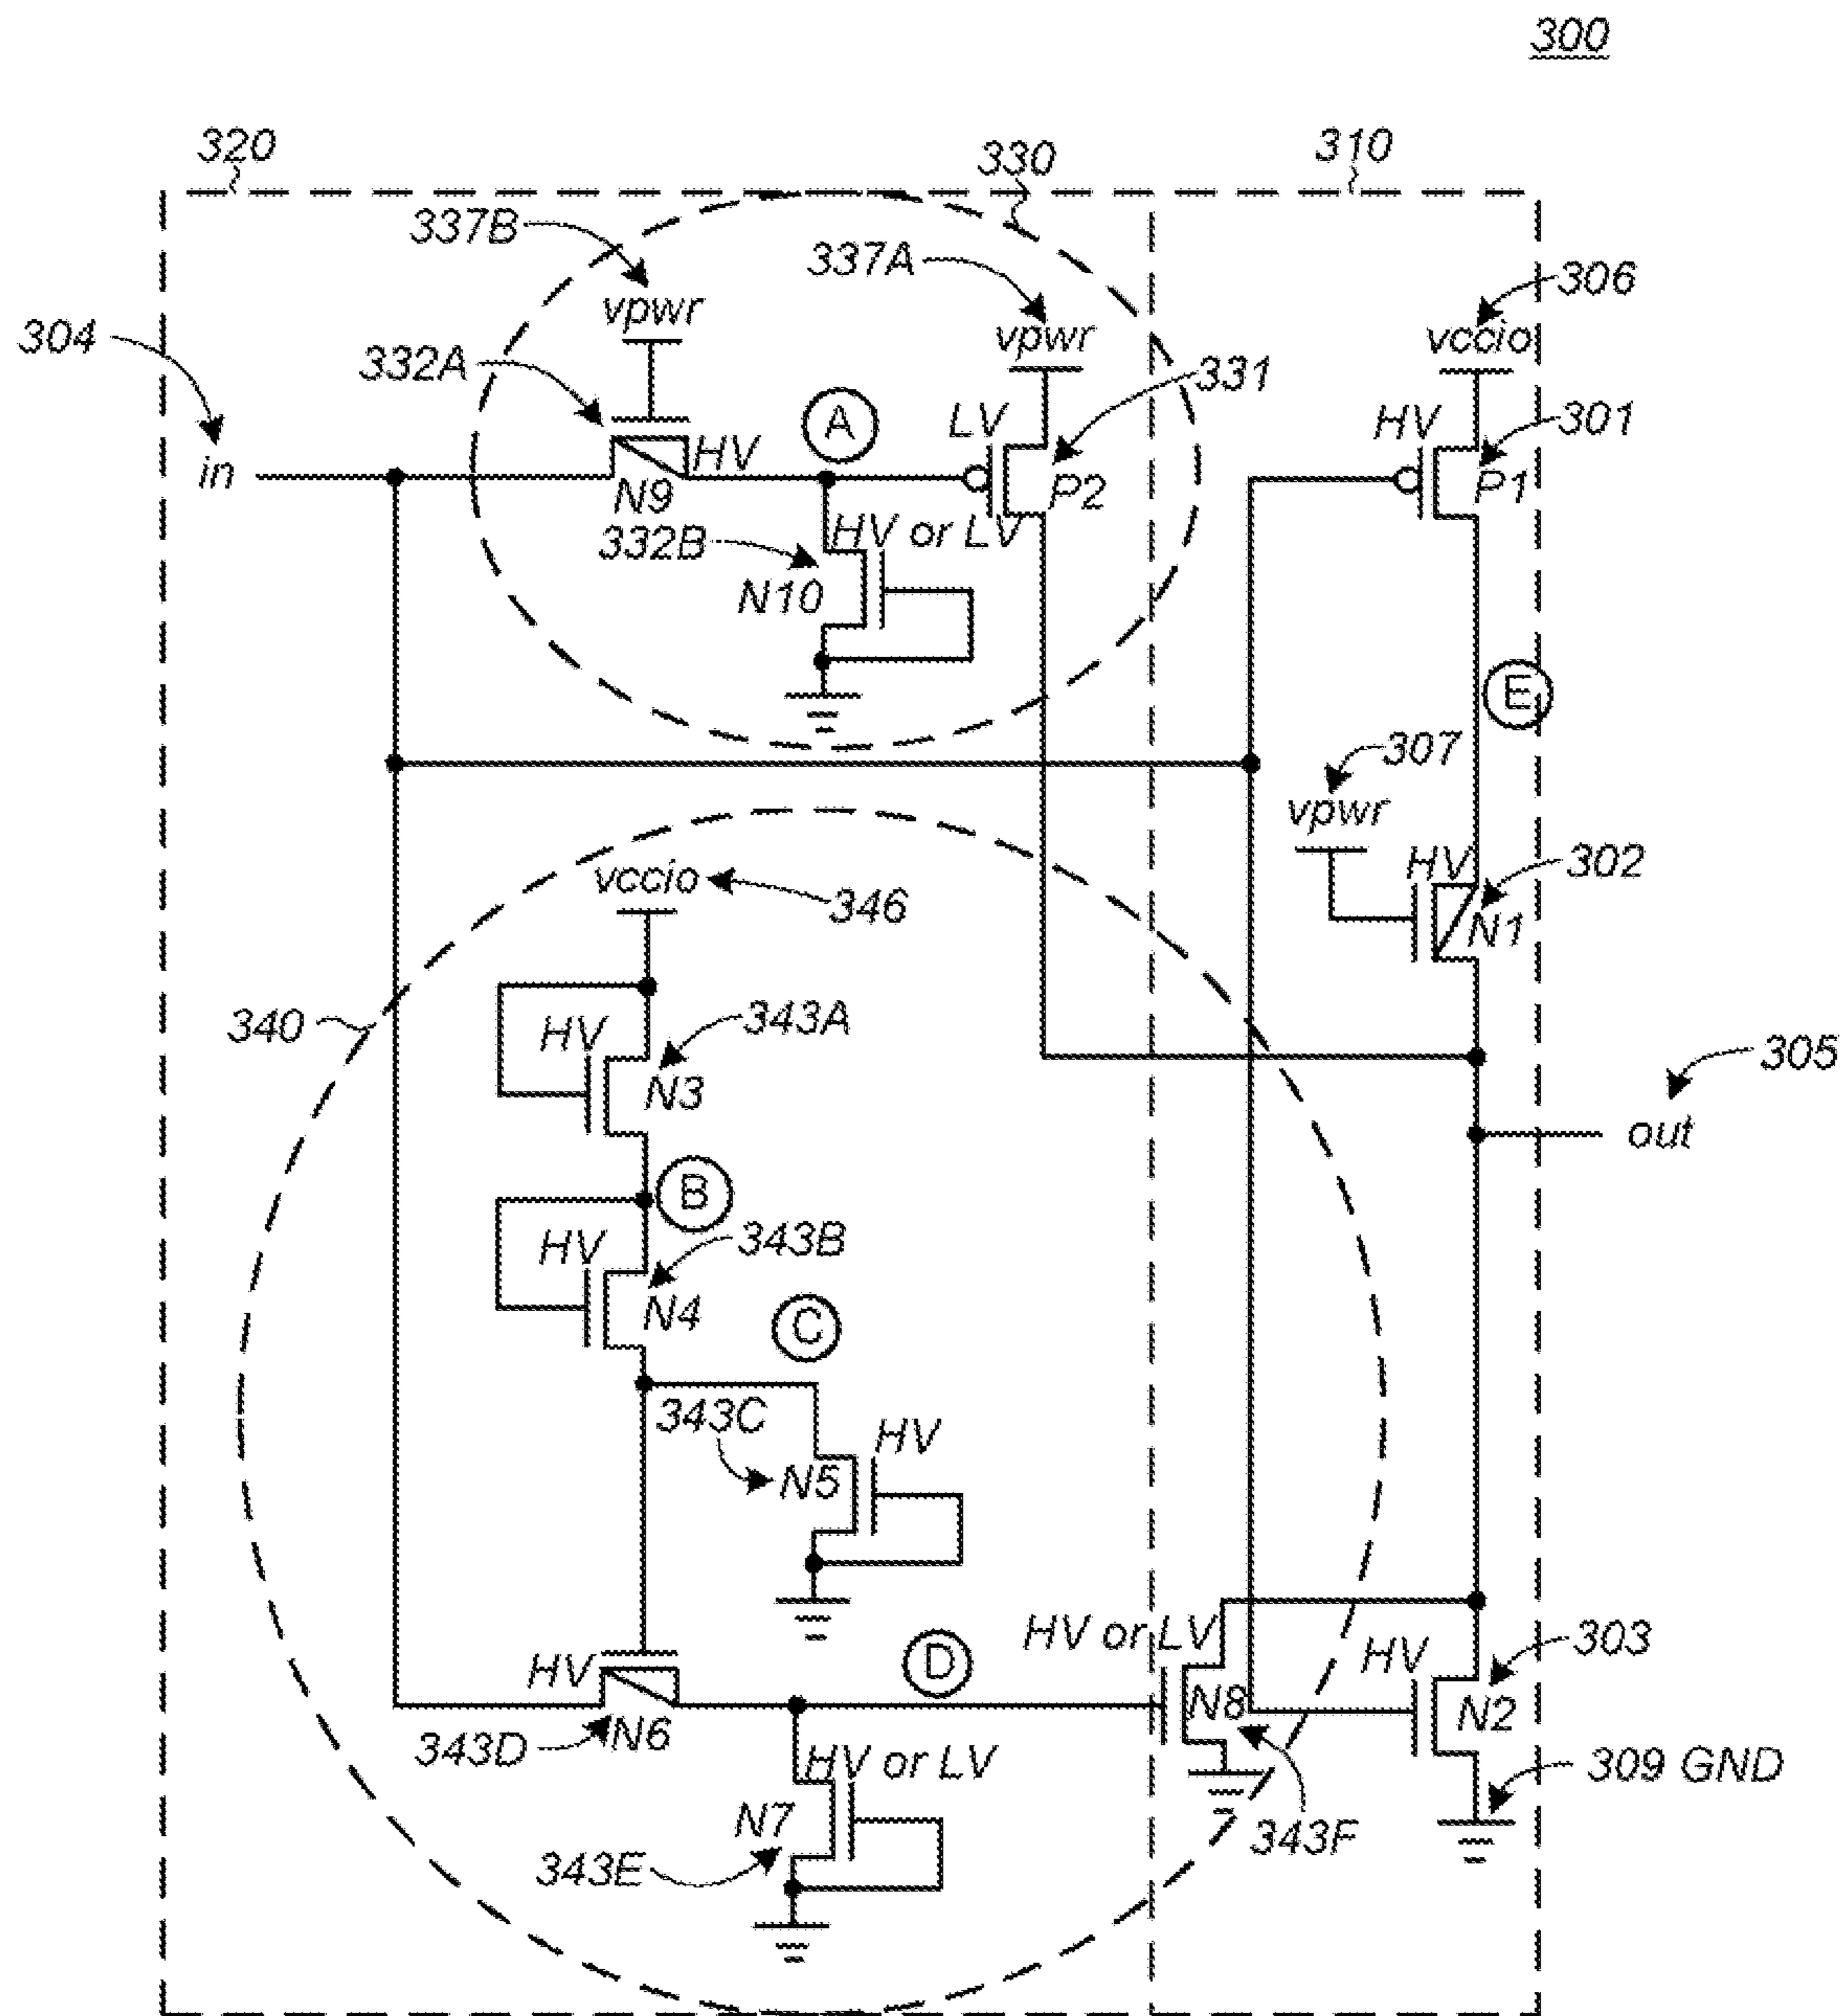 300
320
330
310
337B
337A
306
vpwr
vpwr
vccio
304
332A
331
in
N9
HV
A
LV
P2
HV
301
P1
332B
HV or LV
N10
E
307
vpwr
HV
302
N1
vccio
346
340
HV
343A
N3
305
out
B
HV
343B
N4
C
343C
HV
N5
HV
N6
343D
D
HV or LV
N8
343F
HV
303
N2
309 GND
HV or LV
N7
343E